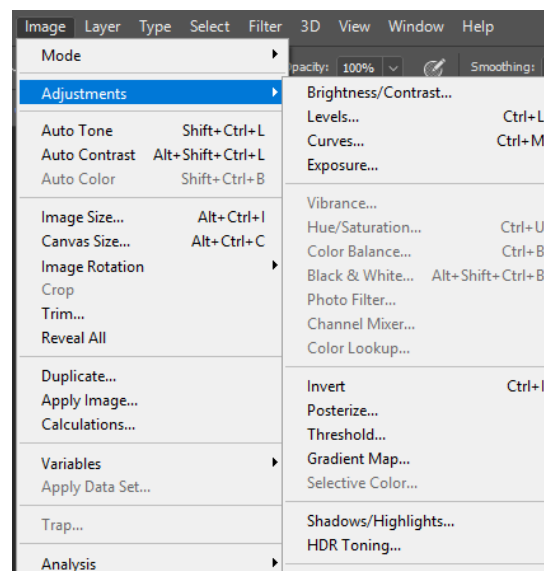 Image Layer Type Select Filter 3D View Window Help
Opacity: 100% Smoothing:
Mode
Adjustments
Auto Tone Shift+Ctrl+L
Auto Contrast Alt+Shift+Ctrl+L
Auto Color Shift+Ctrl+B
Image Size... Alt+Ctrl+I
Canvas Size... Alt+Ctrl+C
Image Rotation
Crop
Trim...
Reveal All
Duplicate...
Apply Image...
Calculations...
Variables
Apply Data Set...
Trap...
Analysis
Brightness/Contrast...
Levels... Ctrl+L
Curves... Ctrl+M
Exposure...
Vibrance...
Hue/Saturation... Ctrl+U
Color Balance... Ctrl+B
Black & White... Alt+Shift+Ctrl+B
Photo Filter...
Channel Mixer...
Color Lookup...
Invert Ctrl+I
Posterize...
Threshold...
Gradient Map...
Selective Color...
Shadows/Highlights...
HDR Toning...